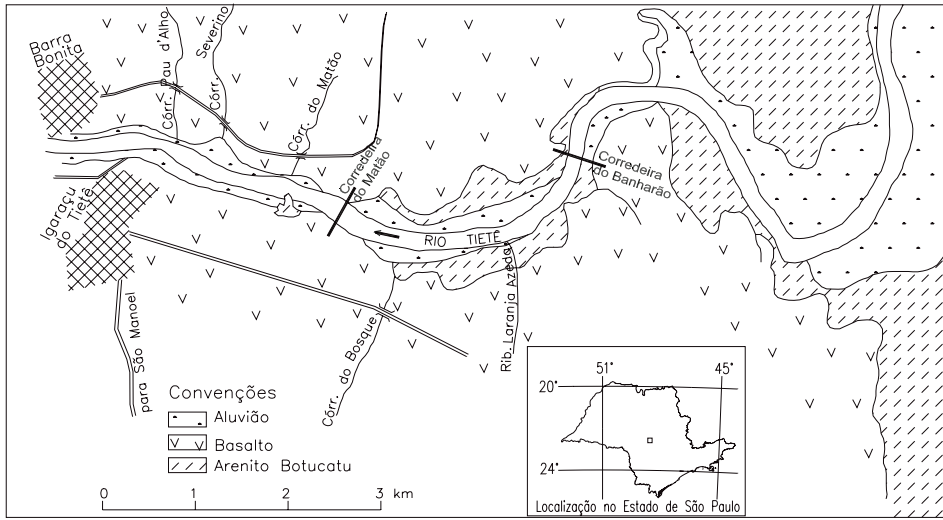 Barra
Bonita
Córr. Pau d'Alho
Córr. Severino
Córr. do Matão
Corredeira
do Matão
Corredeira
do Banharão
Igaraçu
do Tietê
RIO TIETÊ
para São Manoel
Córr. do Bosque
Rib. Laranja Azeda
Convenções
Aluvião
Basalto
Arenito Botucatu
0 1 2 3 km
51° 45°
20°
24°
Localização no Estado de São Paulo